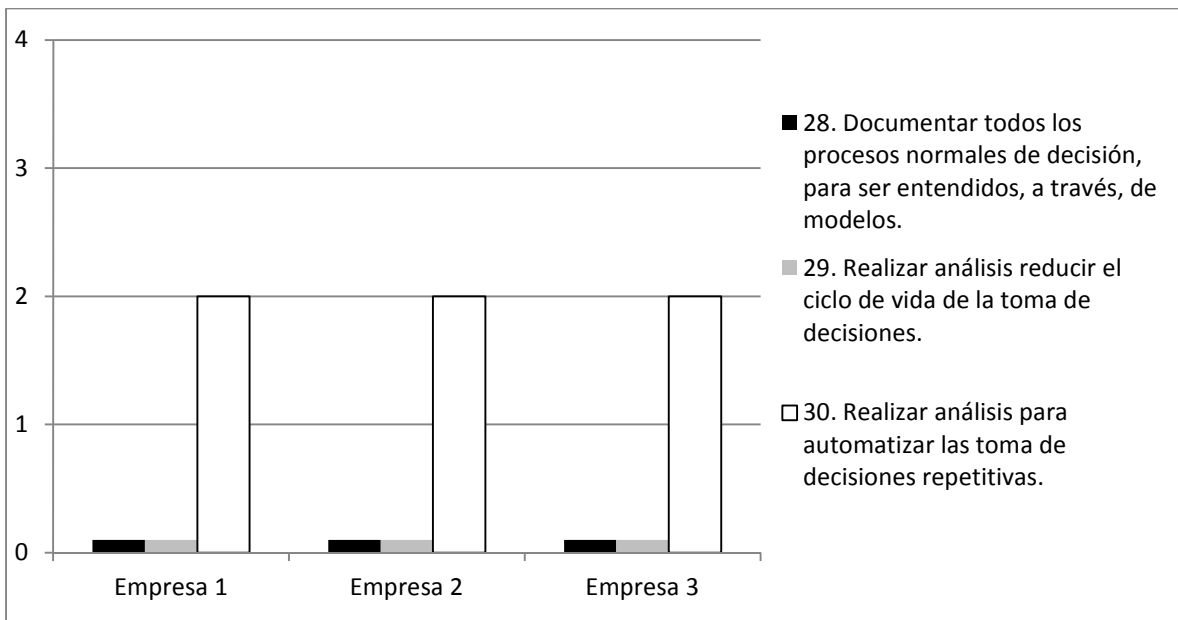 4
3
2
1
0
Empresa 1
Empresa 2
Empresa 3
28. Documentar todos los
procesos normales de decisión,
para ser entendidos, a través, de
modelos.
29. Realizar análisis reducir el
ciclo de vida de la toma de
decisiones.
30. Realizar análisis para
automatizar las toma de
decisiones repetitivas.